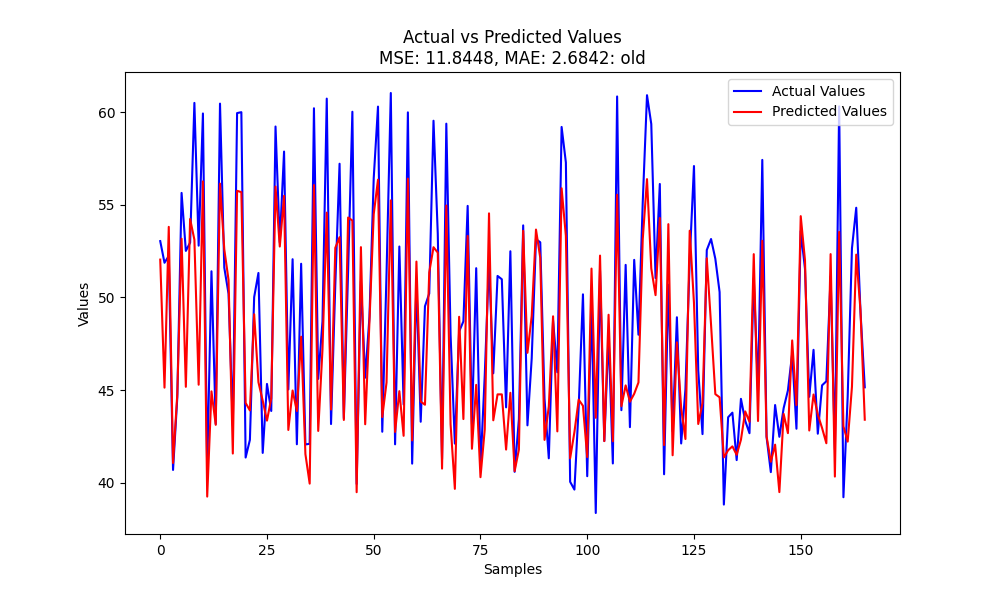 Actual vs Predicted Values
MSE: 11.8448, MAE: 2.6842: old
Actual Values
Predicted Values
Values
60
55
50
45
40
0 25 50 75 100 125 150
Samples